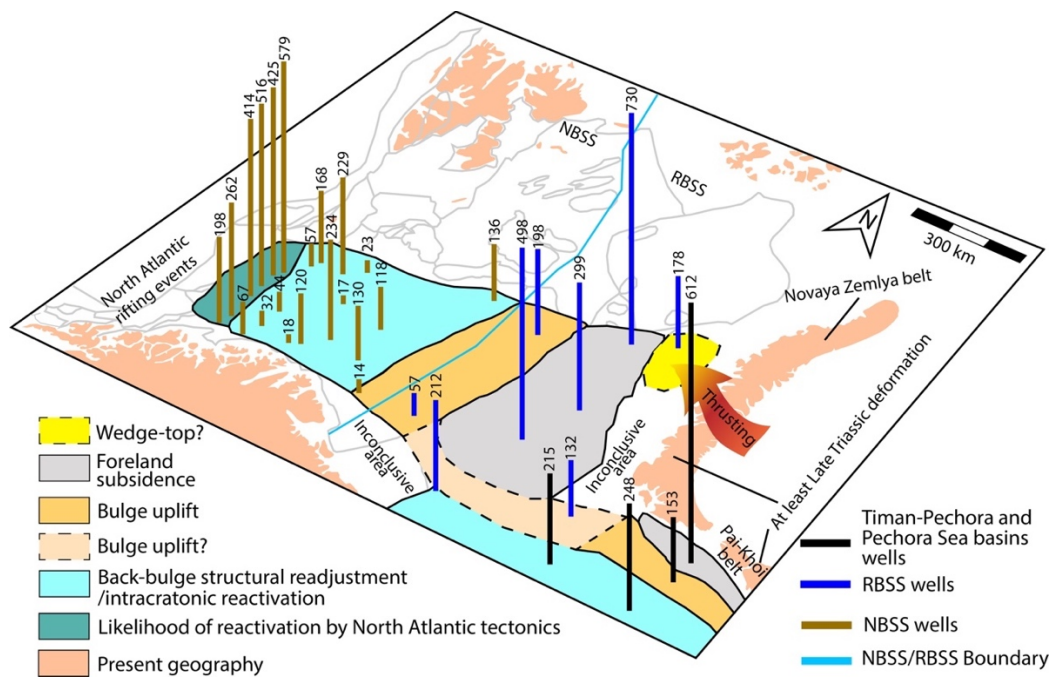 579
425
516
414
262
198
168
229
57
234
23
67
32
44
120
18
17
130
118
14
136
498
198
299
730
178
612
57
212
215
132
248
153
NBSS
RBSS
N
300 km
North Atlantic
rifting events
Novaya Zemlya belt
Thrusting
At least Late Triassic deformation
Inconclusive
area
Inconclusive
area
Pai-Khoi
belt
Wedge-top?
Foreland
subsidence
Bulge uplift
Bulge uplift?
Back-bulge structural readjustment
/intracratonic reactivation
Likelihood of reactivation by North Atlantic tectonics
Present geography
Timan-Pechora and
Pechora Sea basins
wells
RBSS wells
NBSS wells
NBSS/RBSS Boundary